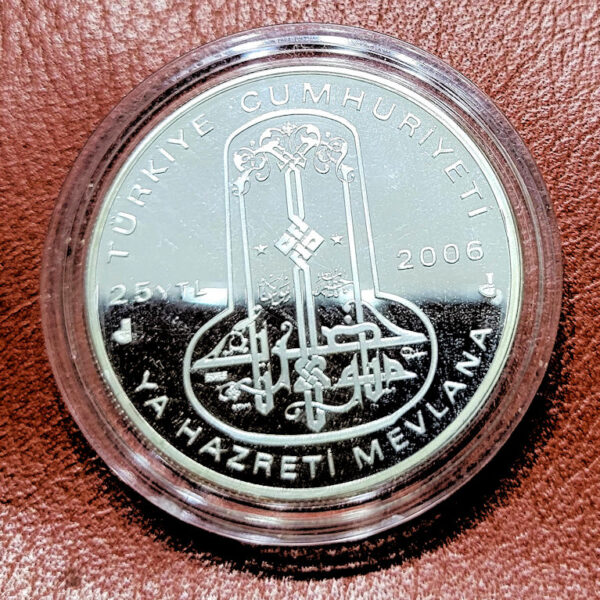 TÜRKİYE CUMHURİYETİ
25 YTL
2006
YA HAZRETİ MEVLANA